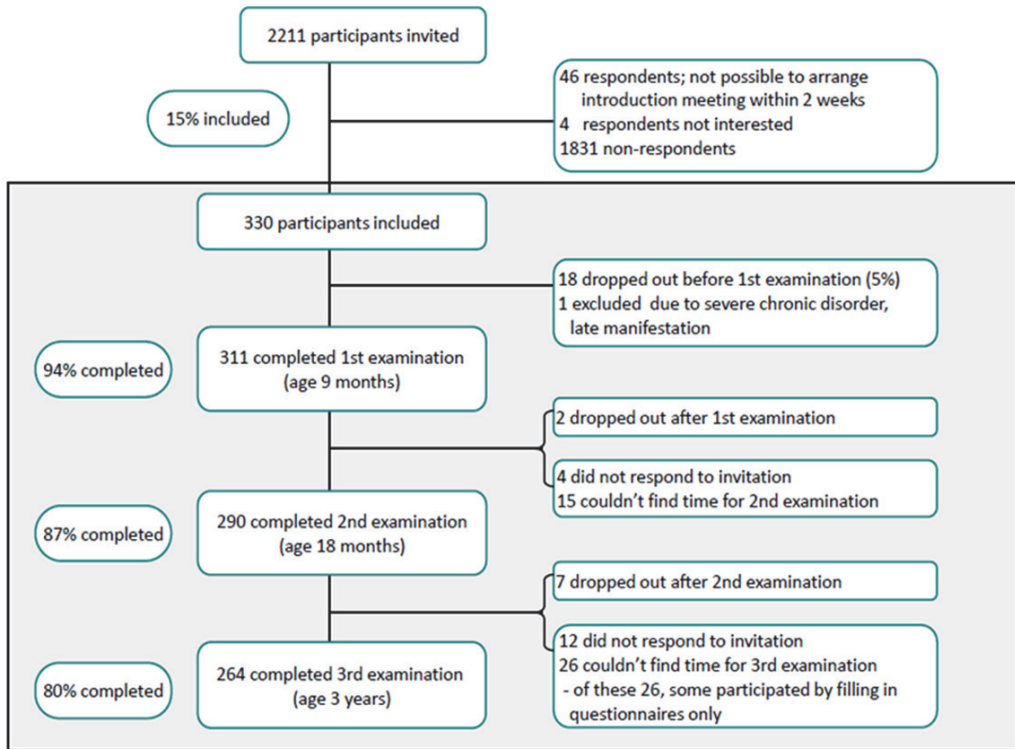 2211 participants invited
46 respondents; not possible to arrange
introduction meeting within 2 weeks
4 respondents not interested
1831 non-respondents
15% included
330 participants included
18 dropped out before 1st examination (5%)
1 excluded due to severe chronic disorder,
late manifestation
311 completed 1st examination
(age 9 months)
94% completed
2 dropped out after 1st examination
4 did not respond to invitation
15 couldn't find time for 2nd examination
290 completed 2nd examination
(age 18 months)
87% completed
7 dropped out after 2nd examination
12 did not respond to invitation
26 couldn't find time for 3rd examination
- of these 26, some participated by filling in
questionnaires only
264 completed 3rd examination
(age 3 years)
80% completed